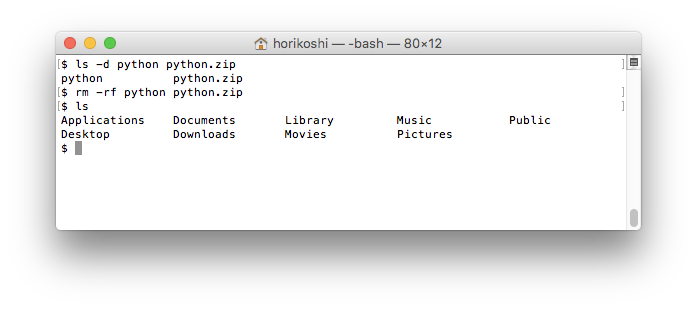 horikoshi — -bash — 80×12
[$ ls -d python python.zip ]
python python.zip
[$ rm -rf python python.zip ]
[$ ls ]
Applications Documents Library Music Public
Desktop Downloads Movies Pictures
$